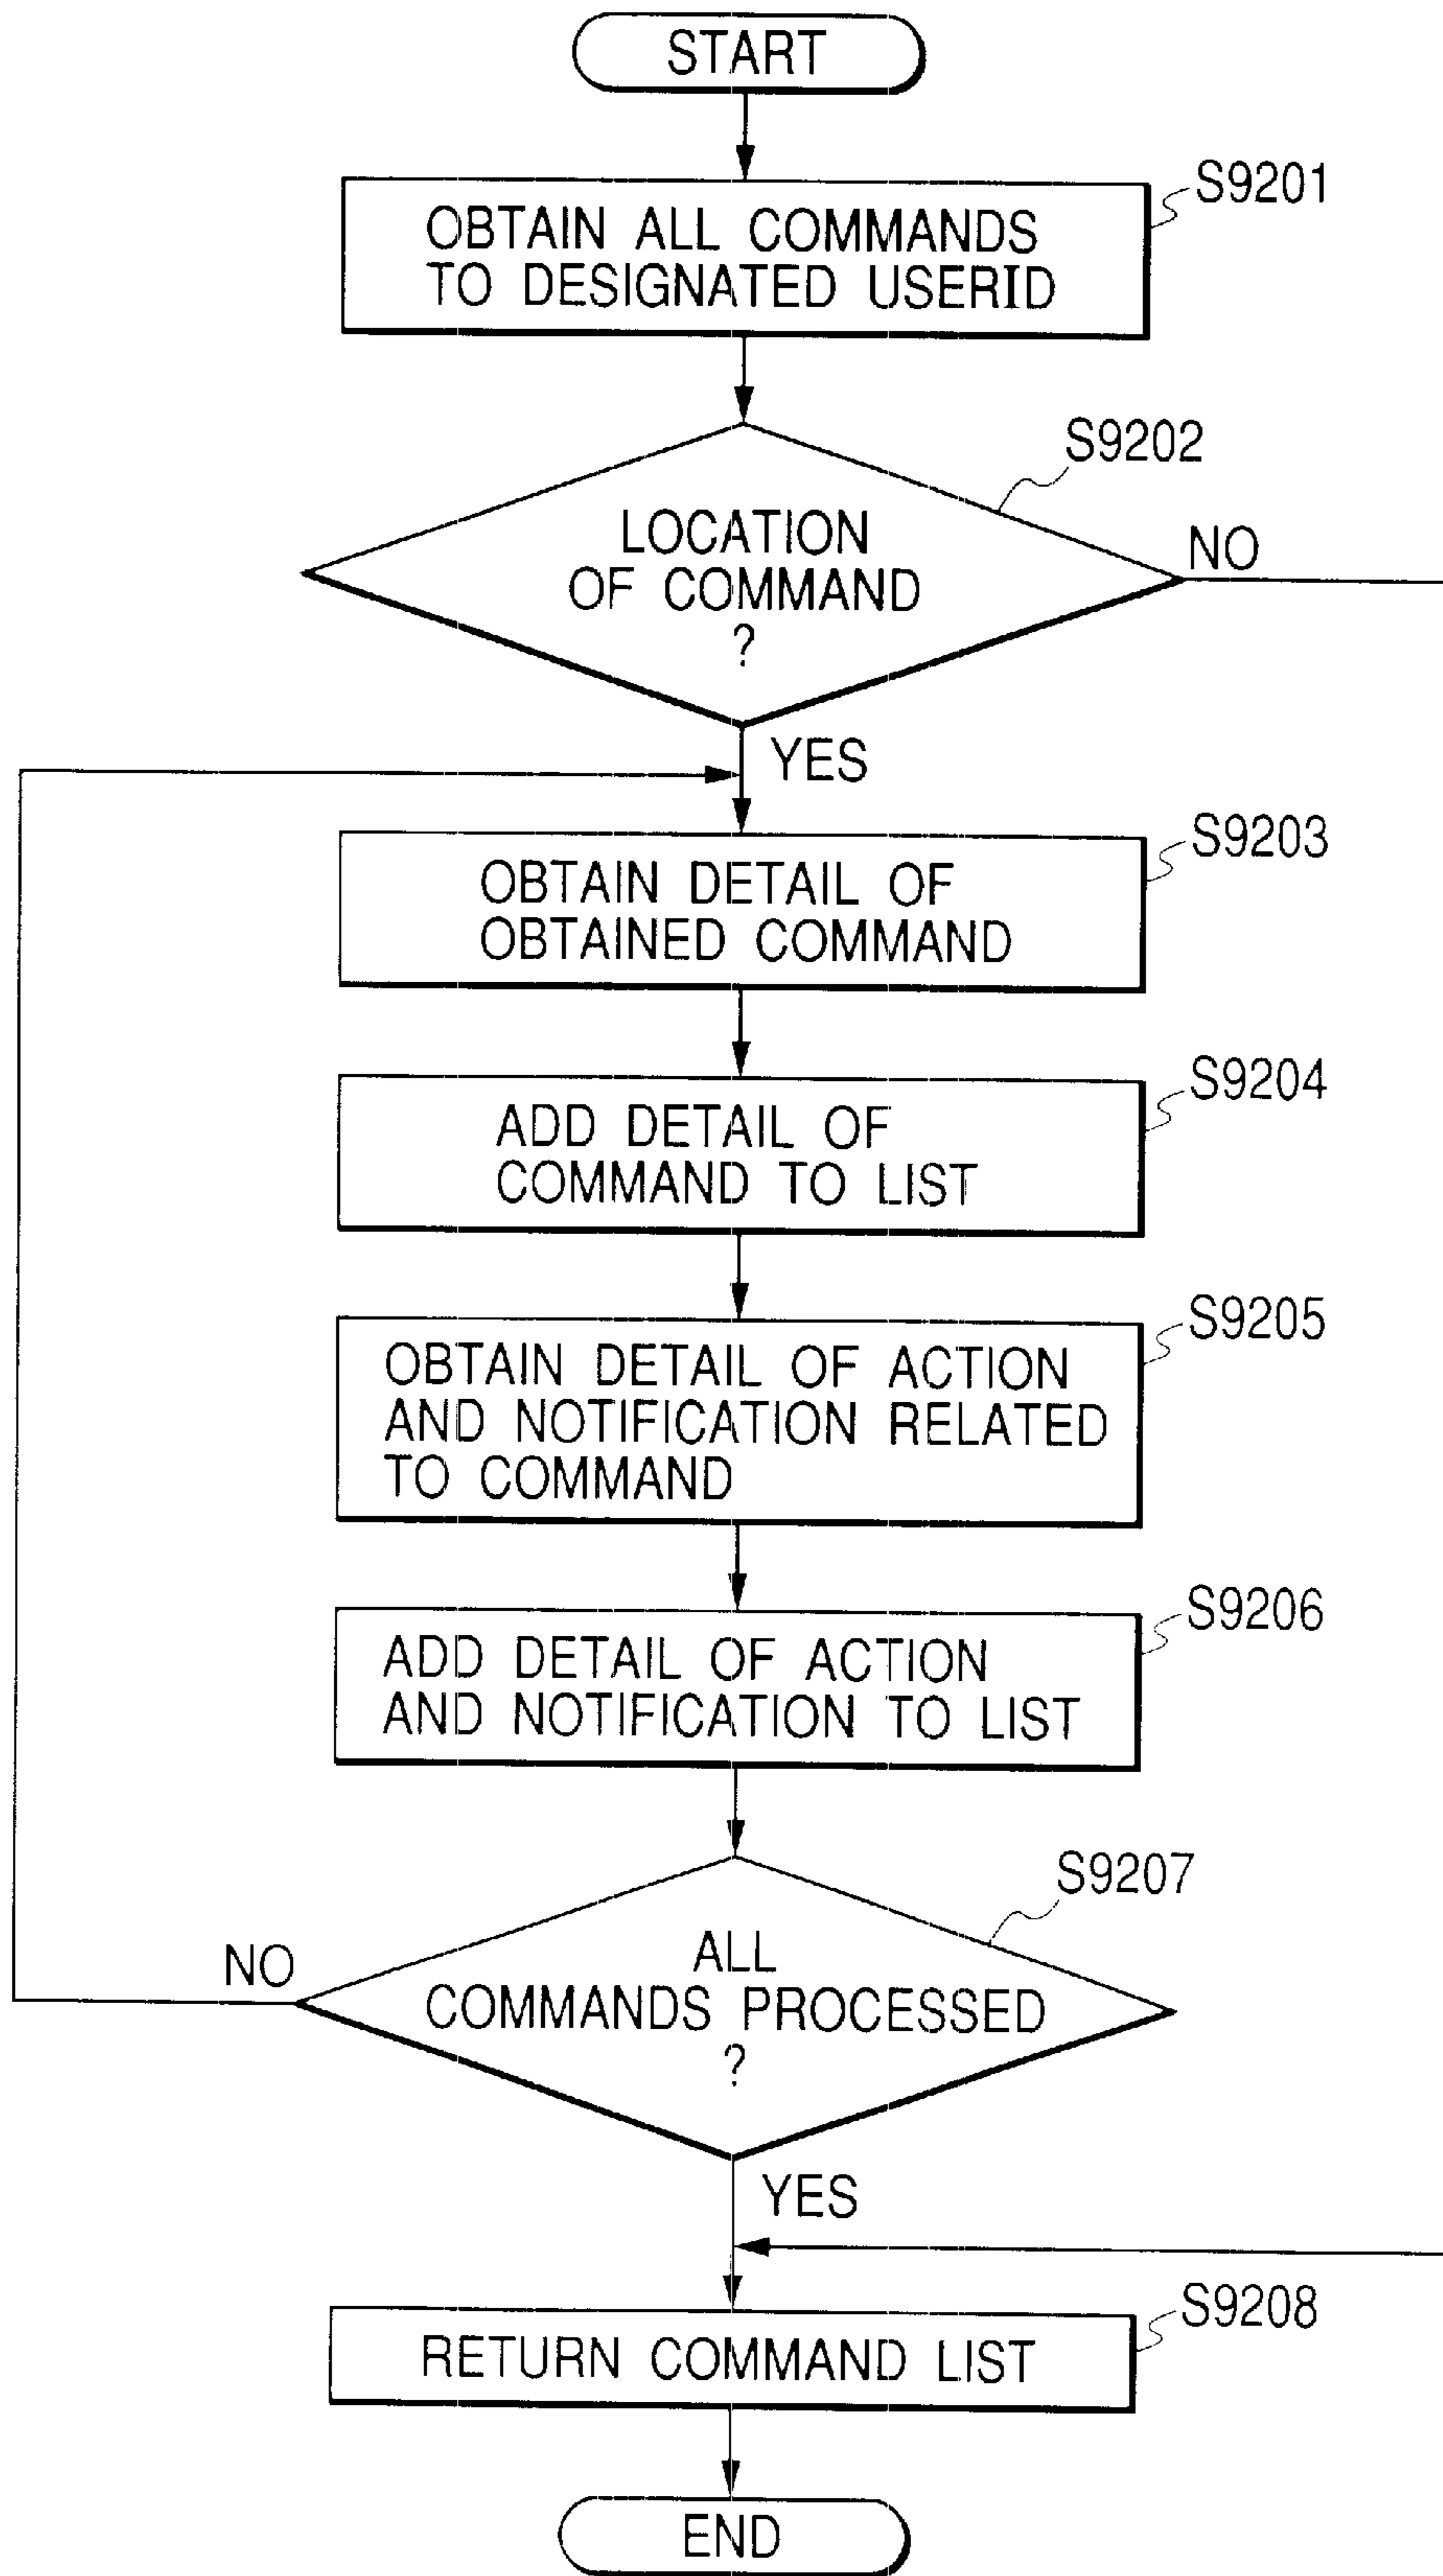 START
S9201
OBTAIN ALL COMMANDS
TO DESIGNATED USERID
S9202
LOCATION
OF COMMAND
?
NO
YES
S9203
OBTAIN DETAIL OF
OBTAINED COMMAND
S9204
ADD DETAIL OF
COMMAND TO LIST
S9205
OBTAIN DETAIL OF ACTION
AND NOTIFICATION RELATED
TO COMMAND
S9206
ADD DETAIL OF ACTION
AND NOTIFICATION TO LIST
S9207
ALL
COMMANDS PROCESSED
?
NO
YES
S9208
RETURN COMMAND LIST
END